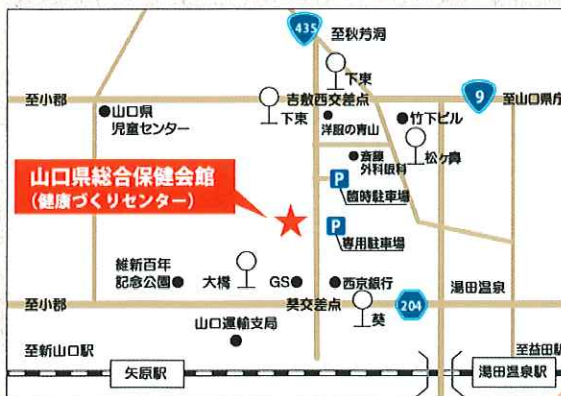 435
至秋芳洞
下東
9
至小郡
吉敷西交差点
至山口県庁
下東
山口県
児童センター
洋服の青山
竹下ビル
斎藤
外科眼科
松ヶ鼻
山口県総合保健会館
(健康づくりセンター)
P
臨時駐車場
P
専用駐車場
維新百年
記念公園
大橋
GS
西京銀行
湯田温泉
至小郡
葵交差点
葵
204
山口運輸支局
至新山口駅
至益田駅
矢原駅
湯田温泉駅